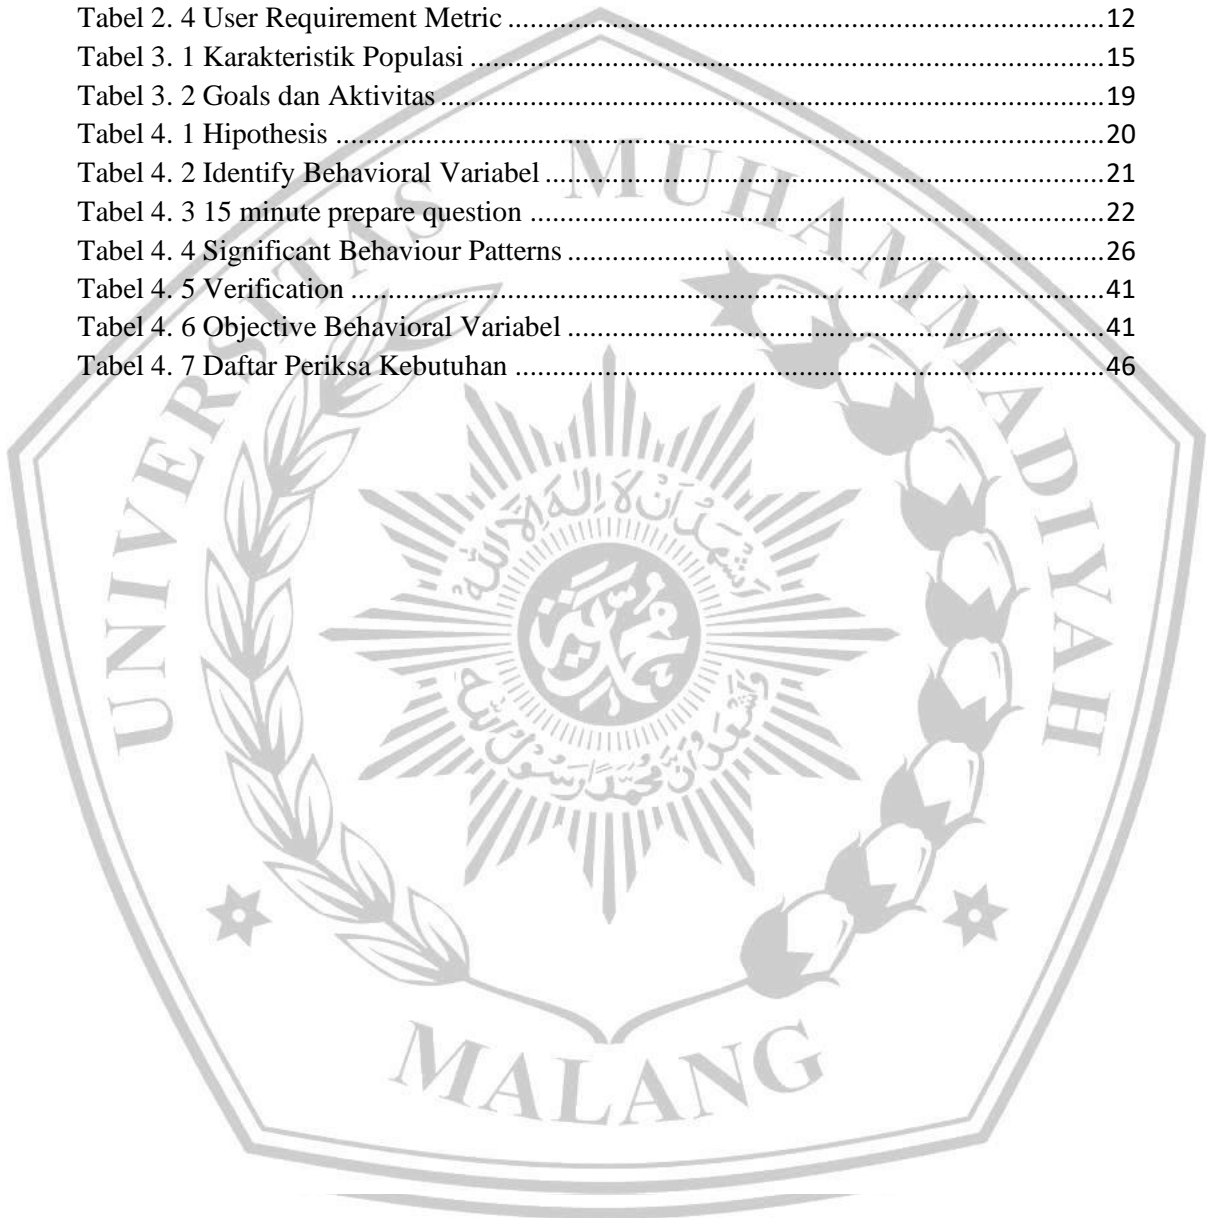 Tabel 2. 4 User Requirement Metric ........................................ 12
Tabel 3. 1 Karakteristik Populasi ........................................ 15
Tabel 3. 2 Goals dan Aktivitas ........................................ 19
Tabel 4. 1 Hipothesis ........................................ 20
Tabel 4. 2 Identify Behavioral Variabel ........................................ 21
Tabel 4. 3 15 minute prepare question ........................................ 22
Tabel 4. 4 Significant Behaviour Patterns ........................................ 26
Tabel 4. 5 Verification ........................................ 41
Tabel 4. 6 Objective Behavioral Variabel ........................................ 41
Tabel 4. 7 Daftar Periksa Kebutuhan ........................................ 46
UNIVERSITAS MUHAMMADIYAH
MALANG